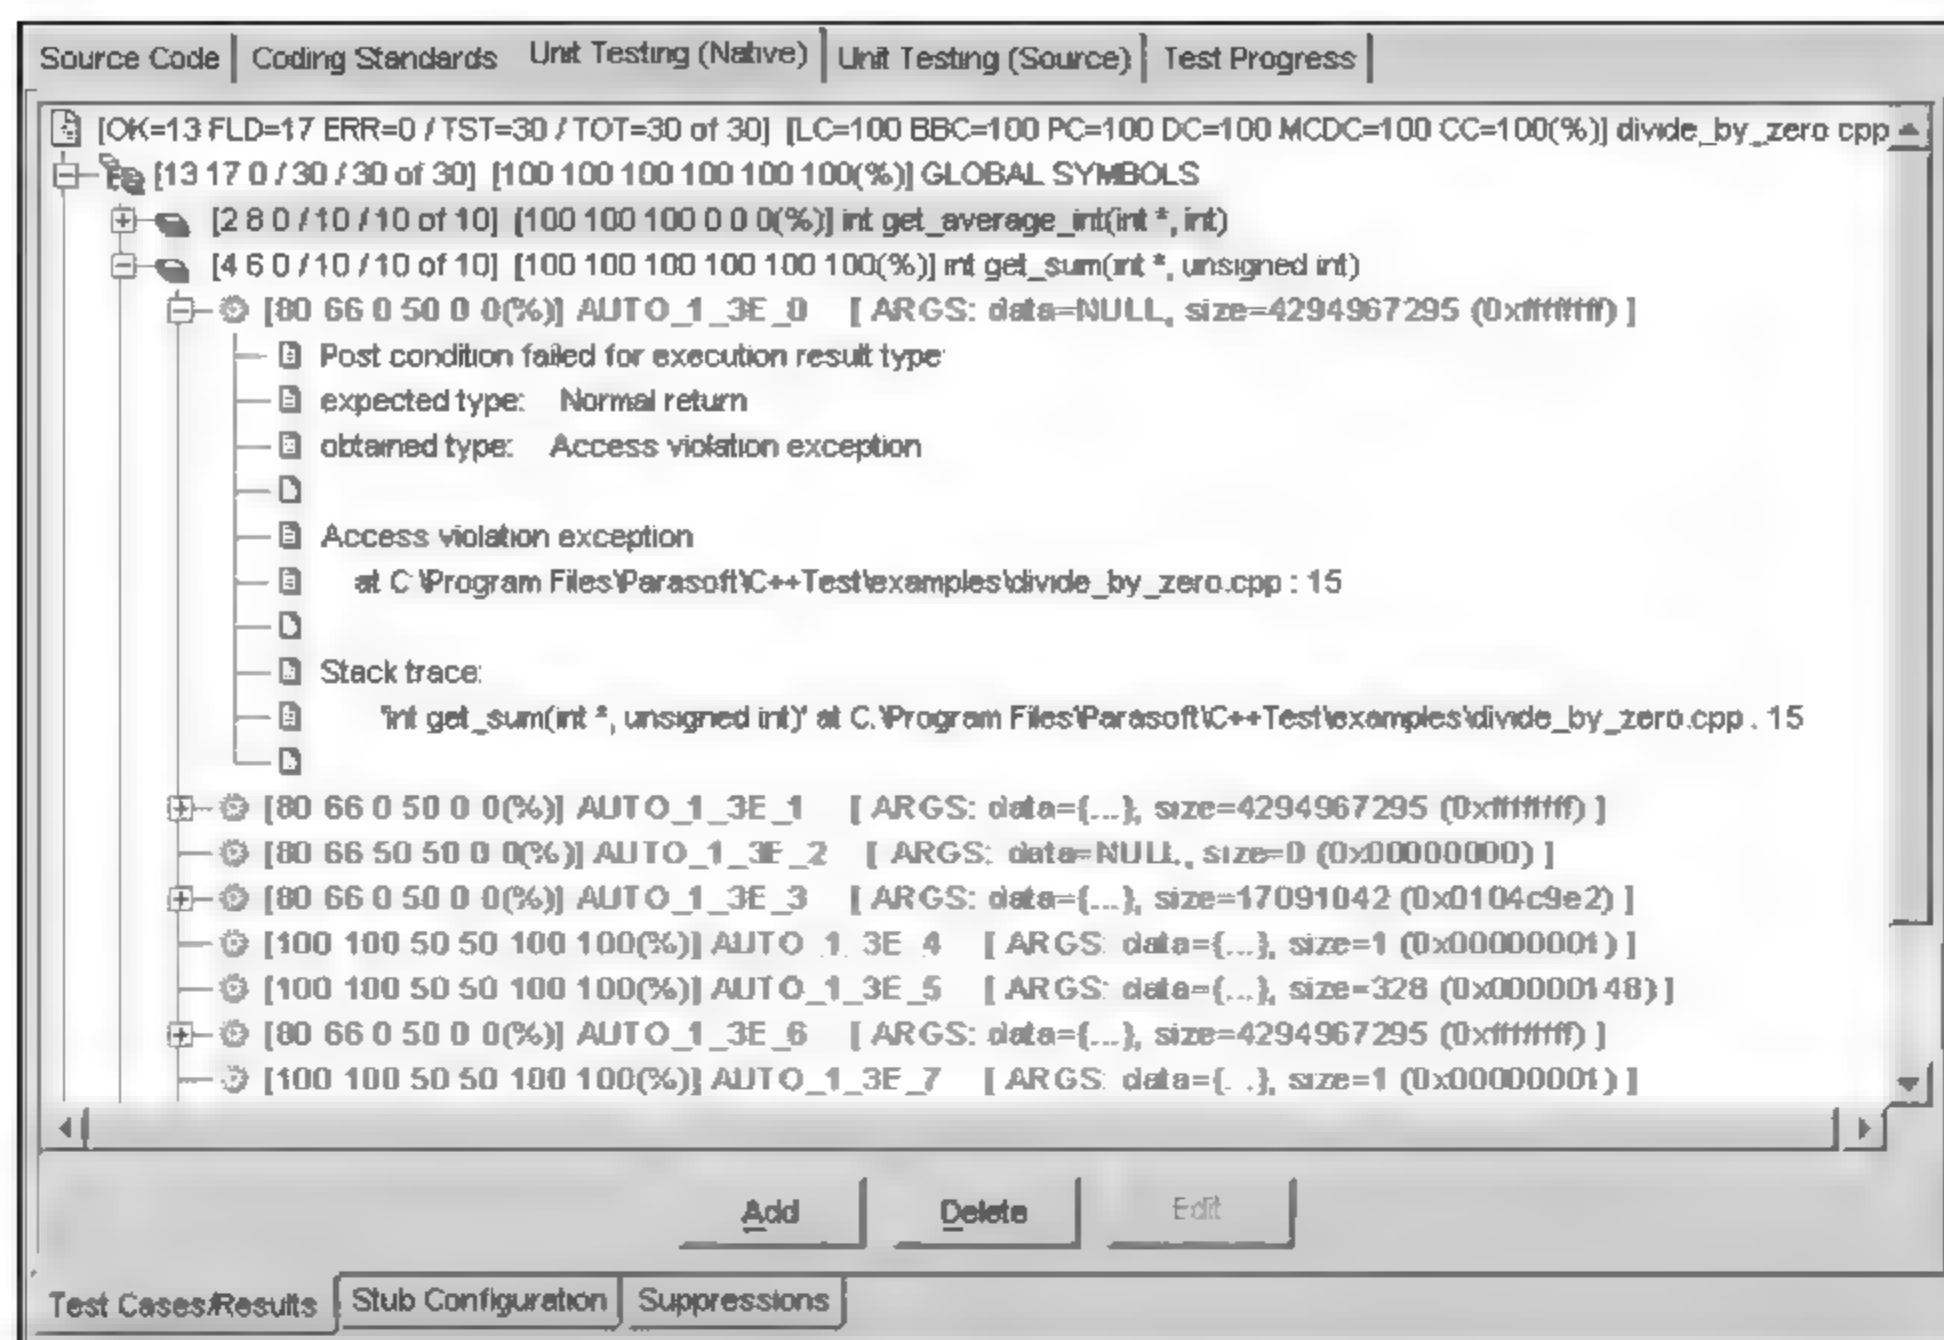 Source Code Coding Standards Unit Testing (Native) Unit Testing (Source) Test Progress
[OK=13 FLD=17 ERR=0 / TST=30 / TOT=30 of 30] [LC=100 BBC=100 PC=100 DC=100 MCDC=100 CC=100(%)] divide_by_zero cpp
[13 17 0 / 30 / 30 of 30] [100 100 100 100 100 100(%)] GLOBAL SYMBOLS
[2 8 0 / 10 / 10 of 10] [100 100 100 0 0 0(%)] int get_average_int(int *, int)
[4 6 0 / 10 / 10 of 10] [100 100 100 100 100 100(%)] int get_sum(int *, unsigned int)
[80 66 0 50 0 0(%)] AUTO_1_3E_0 [ ARGS: data=NULL, size=4294967295 (0xffffffff) ]
Post condition failed for execution result type:
expected type: Normal return
obtained type: Access violation exception
Access violation exception
at C:\Program Files\Parasoft\C++Test\examples\divide_by_zero.cpp : 15
Stack trace:
'int get_sum(int *, unsigned int)' at C:\Program Files\Parasoft\C++Test\examples\divide_by_zero.cpp : 15
[80 66 0 50 0 0(%)] AUTO_1_3E_1 [ ARGS: data={...}, size=4294967295 (0xffffffff) ]
[80 66 50 50 0 0(%)] AUTO_1_3E_2 [ ARGS: data=NULL, size=0 (0x00000000) ]
[80 66 0 50 0 0(%)] AUTO_1_3E_3 [ ARGS: data={...}, size=17091042 (0x0104c9e2) ]
[100 100 50 50 100 100(%)] AUTO_1_3E_4 [ ARGS: data={...}, size=1 (0x00000001) ]
[100 100 50 50 100 100(%)] AUTO_1_3E_5 [ ARGS: data={...}, size=328 (0x00000148) ]
[80 66 0 50 0 0(%)] AUTO_1_3E_6 [ ARGS: data={...}, size=4294967295 (0xffffffff) ]
[100 100 50 50 100 100(%)] AUTO_1_3E_7 [ ARGS: data={...}, size=1 (0x00000001) ]
Add Delete Edit
Test Cases/Results Stub Configuration Suppressions